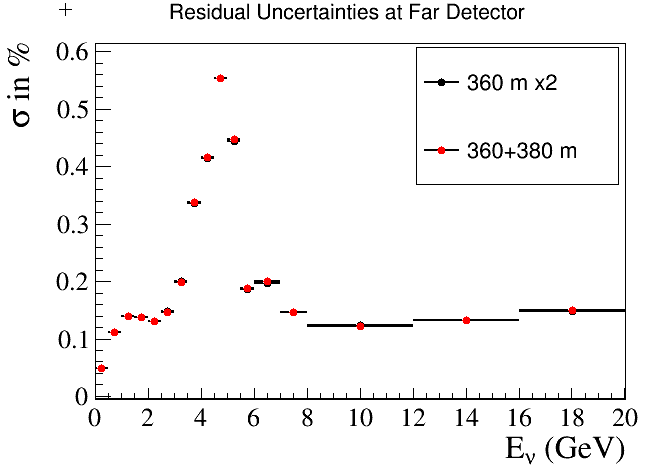 Residual Uncertainties at Far Detector
σ in %
0.6
0.5
0.4
0.3
0.2
0.1
0
360 m x2
360+380 m
0 2 4 6 8 10 12 14 16 18 20
E_ν (GeV)